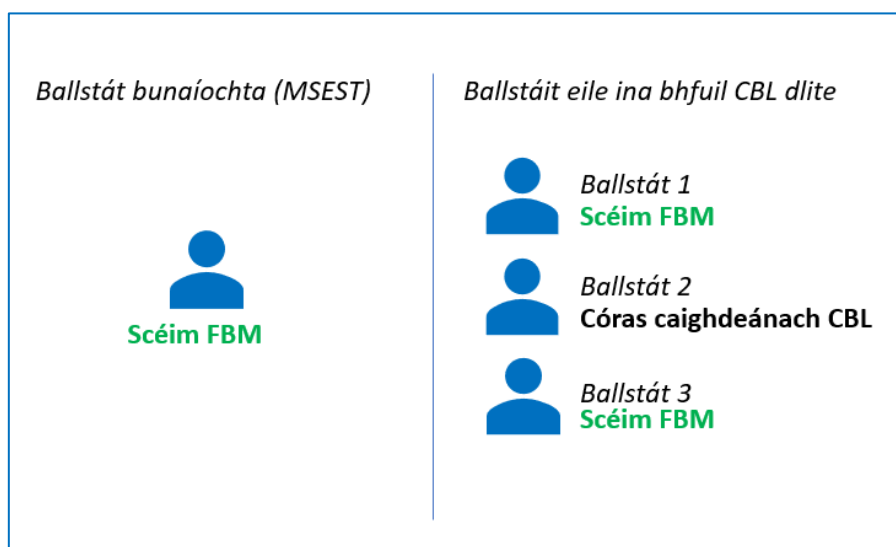 Ballstát bunaíochta (MSEST)
Scéim FBM
Ballstáit eile ina bhfuil CBL dlite
Ballstát 1
Scéim FBM
Ballstát 2
Córas caighdeánach CBL
Ballstát 3
Scéim FBM